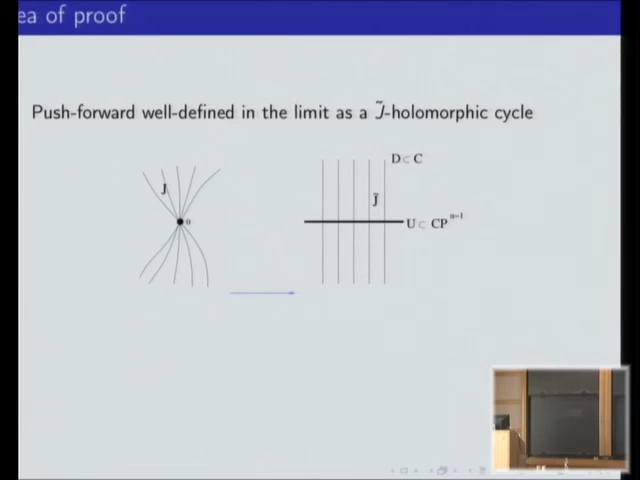 ea of proof
Push-forward well-defined in the limit as a J̃-holomorphic cycle
D ⊂ C
J
J̃
0
U ⊂ CP^{n-1}